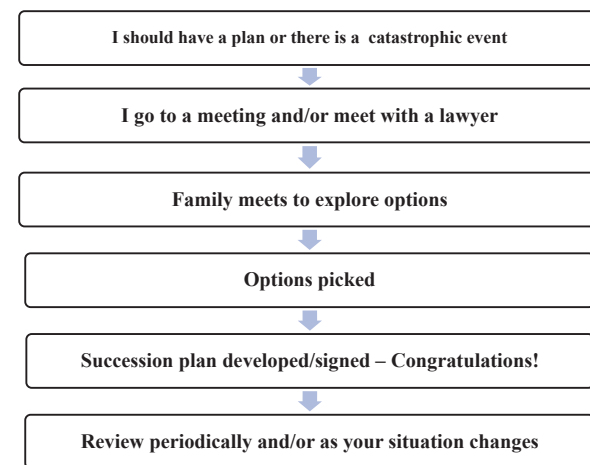 I should have a plan or there is a catastrophic event
I go to a meeting and/or meet with a lawyer
Family meets to explore options
Options picked
Succession plan developed/signed – Congratulations!
Review periodically and/or as your situation changes